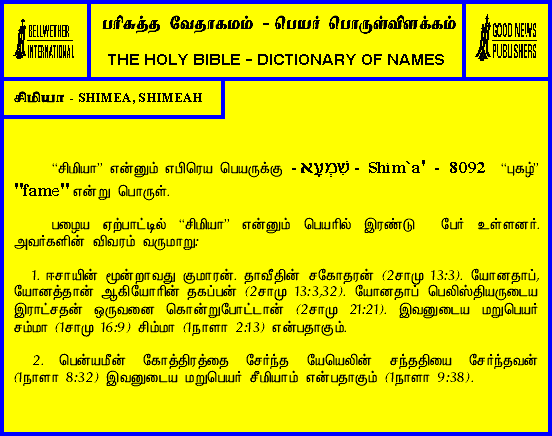 BELLWETHER
INTERNATIONAL
பரிசுத்த வேதாகமம் - பெயர் பொருள்விளக்கம்
THE HOLY BIBLE - DICTIONARY OF NAMES
GOOD NEWS
PUBLISHERS
சிமியா - SHIMEA, SHIMEAH
“சிமியா” என்னும் எபிரெய பெயருக்கு - שִׁמְעָא - Shim`a' - 8092 “புகழ்”
"fame" என்று பொருள்.
பழைய ஏற்பாட்டில் “சிமியா” என்னும் பெயரில் இரண்டு பேர் உள்ளனர்.
அவர்களின் விவரம் வருமாறு:
1. ஈசாயின் மூன்றாவது குமாரன். தாவீதின் சகோதரன் (2சாமு 13:3). யோனதாப்,
யோனத்தான் ஆகியோரின் தகப்பன் (2சாமு 13:3,32). யோனதாப் பெலிஸ்தியருடைய
இராட்சதன் ஒருவனை கொன்றுபோட்டான் (2சாமு 21:21). இவனுடைய மறுபெயர்
சம்மா (1சாமு 16:9) சிம்மா (1நாளா 2:13) என்பதாகும்.
2. பென்யமீன் கோத்திரத்தை சேர்ந்த யேயெலின் சந்ததியை சேர்ந்தவன்
(1நாளா 8:32) இவனுடைய மறுபெயர் சீமியாம் என்பதாகும் (1நாளா 9:38).